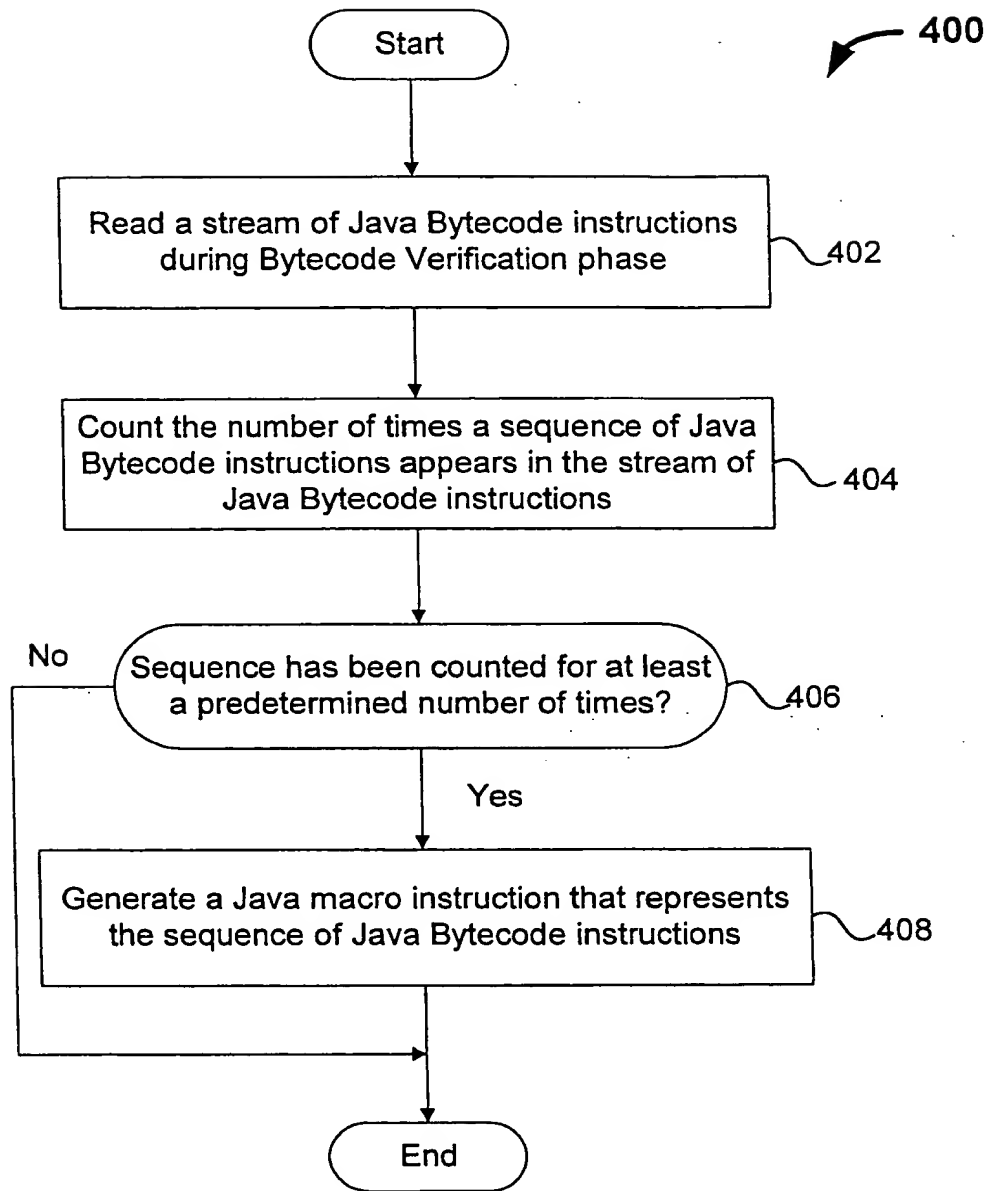 Start
400
Read a stream of Java Bytecode instructions
during Bytecode Verification phase
402
Count the number of times a sequence of Java
Bytecode instructions appears in the stream of
Java Bytecode instructions
404
No
Sequence has been counted for at least
a predetermined number of times?
406
Yes
Generate a Java macro instruction that represents
the sequence of Java Bytecode instructions
408
End